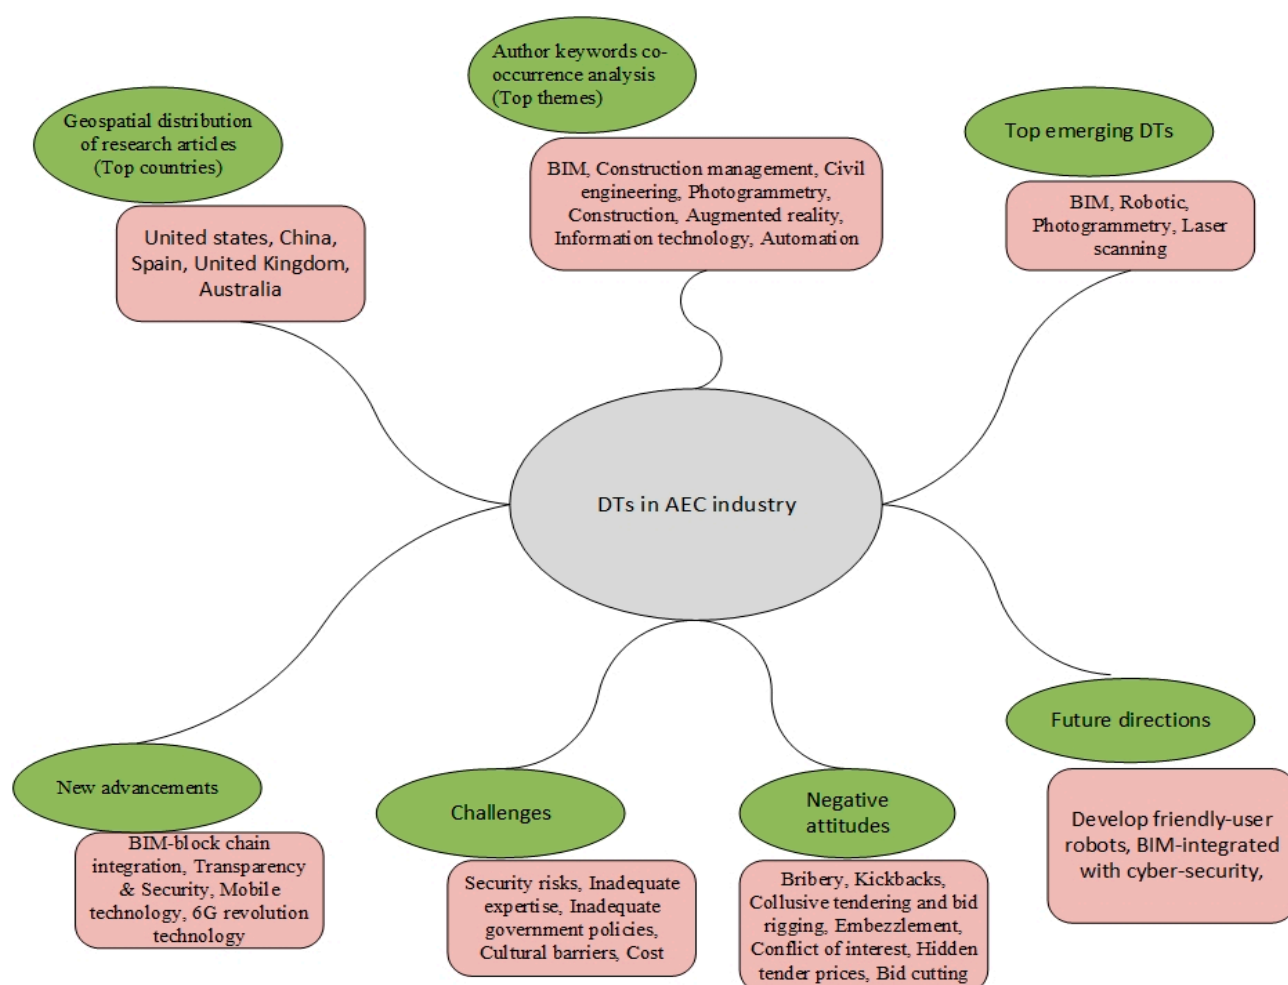 Geospatial distribution
of research articles
(Top countries)
United states, China,
Spain, United Kingdom,
Australia
Author keywords co-
occurrence analysis
(Top themes)
BIM, Construction management, Civil
engineering, Photogrammetry,
Construction, Augmented reality,
Information technology, Automation
Top emerging DTs
BIM, Robotic,
Photogrammetry, Laser
scanning
DTs in AEC industry
New advancements
BIM-block chain
integration, Transparency
& Security, Mobile
technology, 6G revolution
technology
Challenges
Security risks, Inadequate
expertise, Inadequate
government policies,
Cultural barriers, Cost
Negative
attitudes
Bribery, Kickbacks,
Collusive tendering and bid
rigging, Embezzlement,
Conflict of interest, Hidden
tender prices, Bid cutting
Future directions
Develop friendly-user
robots, BIM-integrated
with cyber-security,